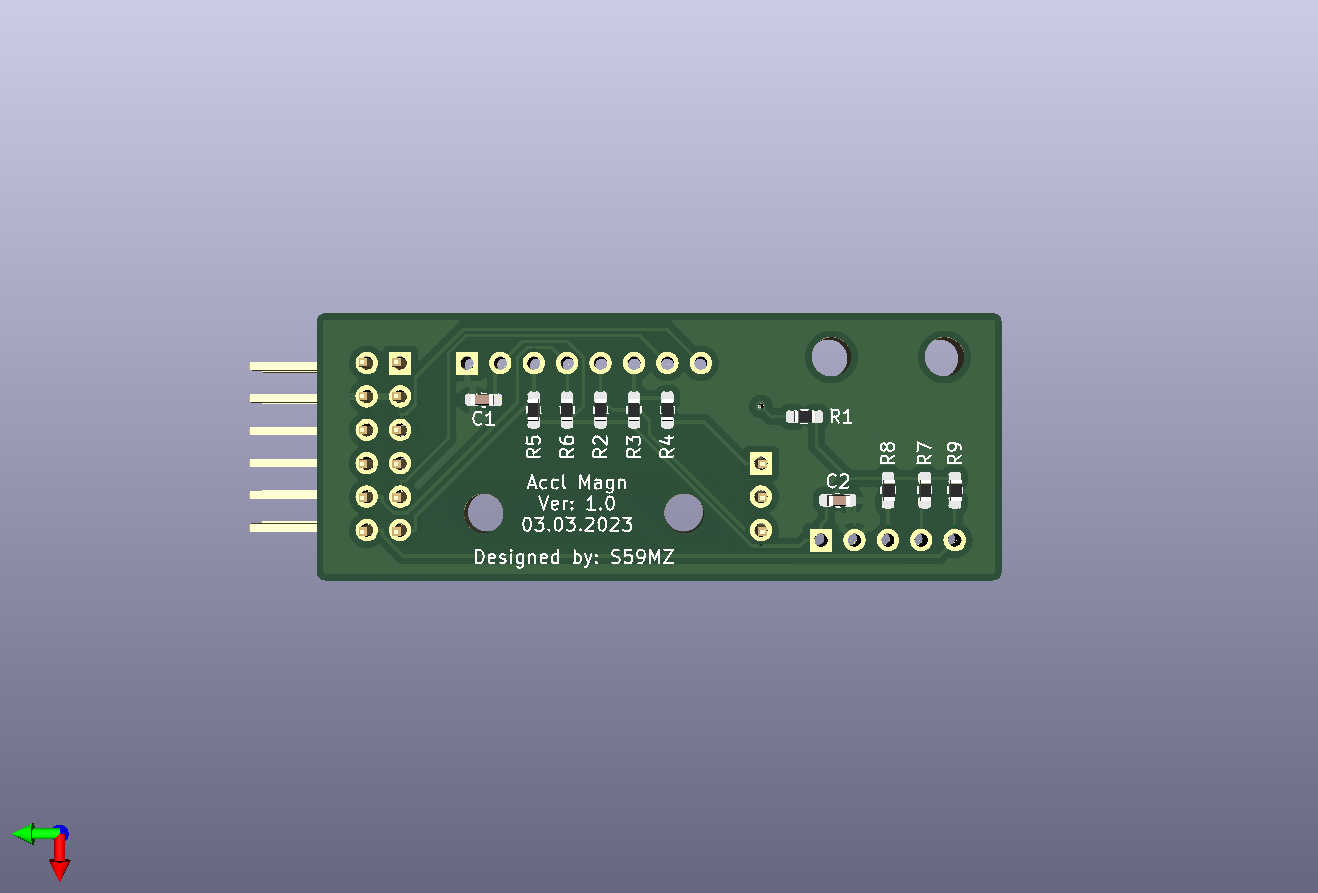 C1
R5
R6
R2
R3
R4
R1
R8
R7
R9
C2
Accl Magn
Ver: 1.0
03.03.2023
Designed by: S59MZ